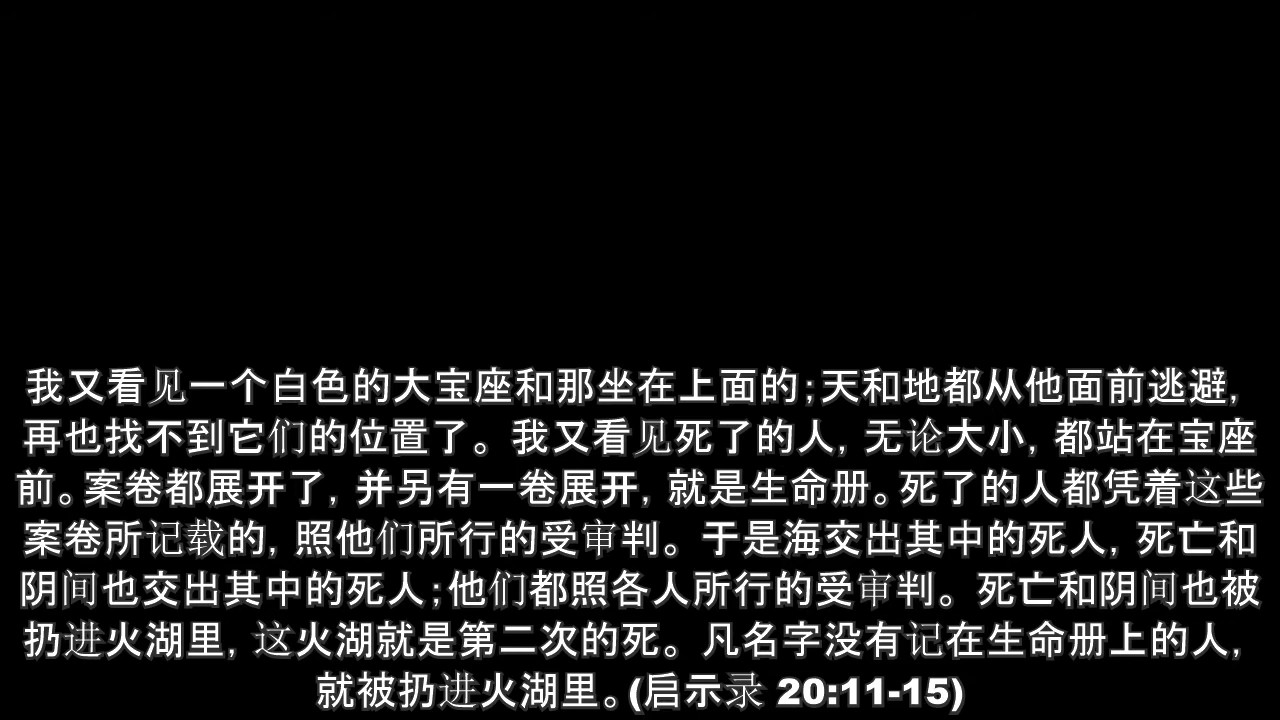 我又看见一个白色的大宝座和那坐在上面的;天和地都从他面前逃避,
再也找不到它们的位置了。我又看见死了的人,无论大小,都站在宝座
前。案卷都展开了,并另有一卷展开,就是生命册。死了的人都凭着这些
案卷所记载的,照他们所行的受审判。于是海交出其中的死人,死亡和
阴间也交出其中的死人;他们都照各人所行的受审判。死亡和阴间也被
扔进火湖里,这火湖就是第二次的死。凡名字没有记在生命册上的人,
就被扔进火湖里。(启示录 20:11-15)